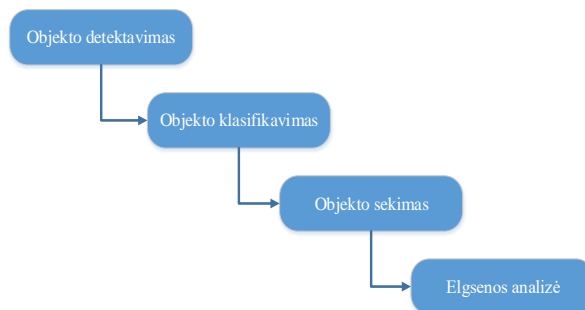 Objekto detektavimas
Objekto klasifikavimas
Objekto sekimas
Elgsenos analizė